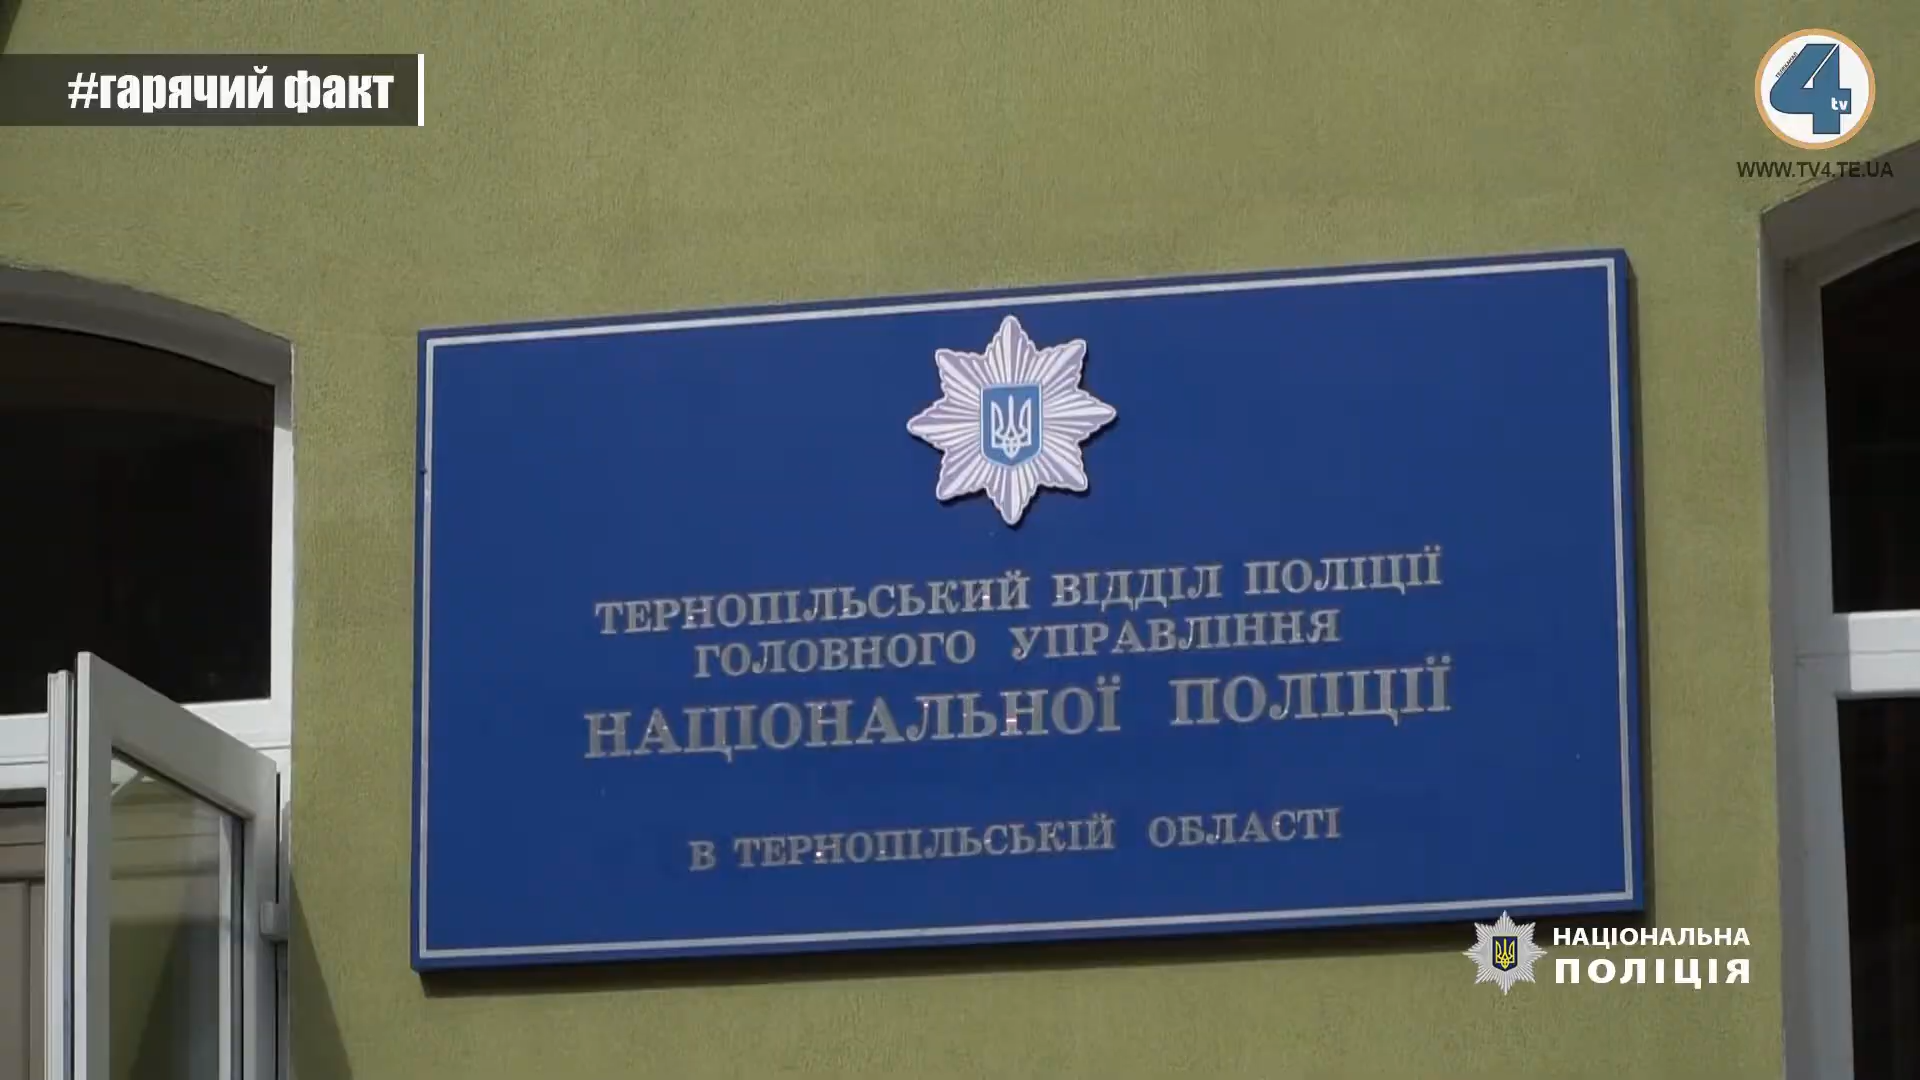 #гарячий факт
4
tv
WWW.TV4.TE.UA
ТЕРНОПІЛЬСЬКИЙ ВІДДІЛ ПОЛІЦІЇ
ГОЛОВНОГО УПРАВЛІННЯ
НАЦІОНАЛЬНОЇ ПОЛІЦІЇ
В ТЕРНОПІЛЬСЬКІЙ ОБЛАСТІ
НАЦІОНАЛЬНА
ПОЛІЦІЯ